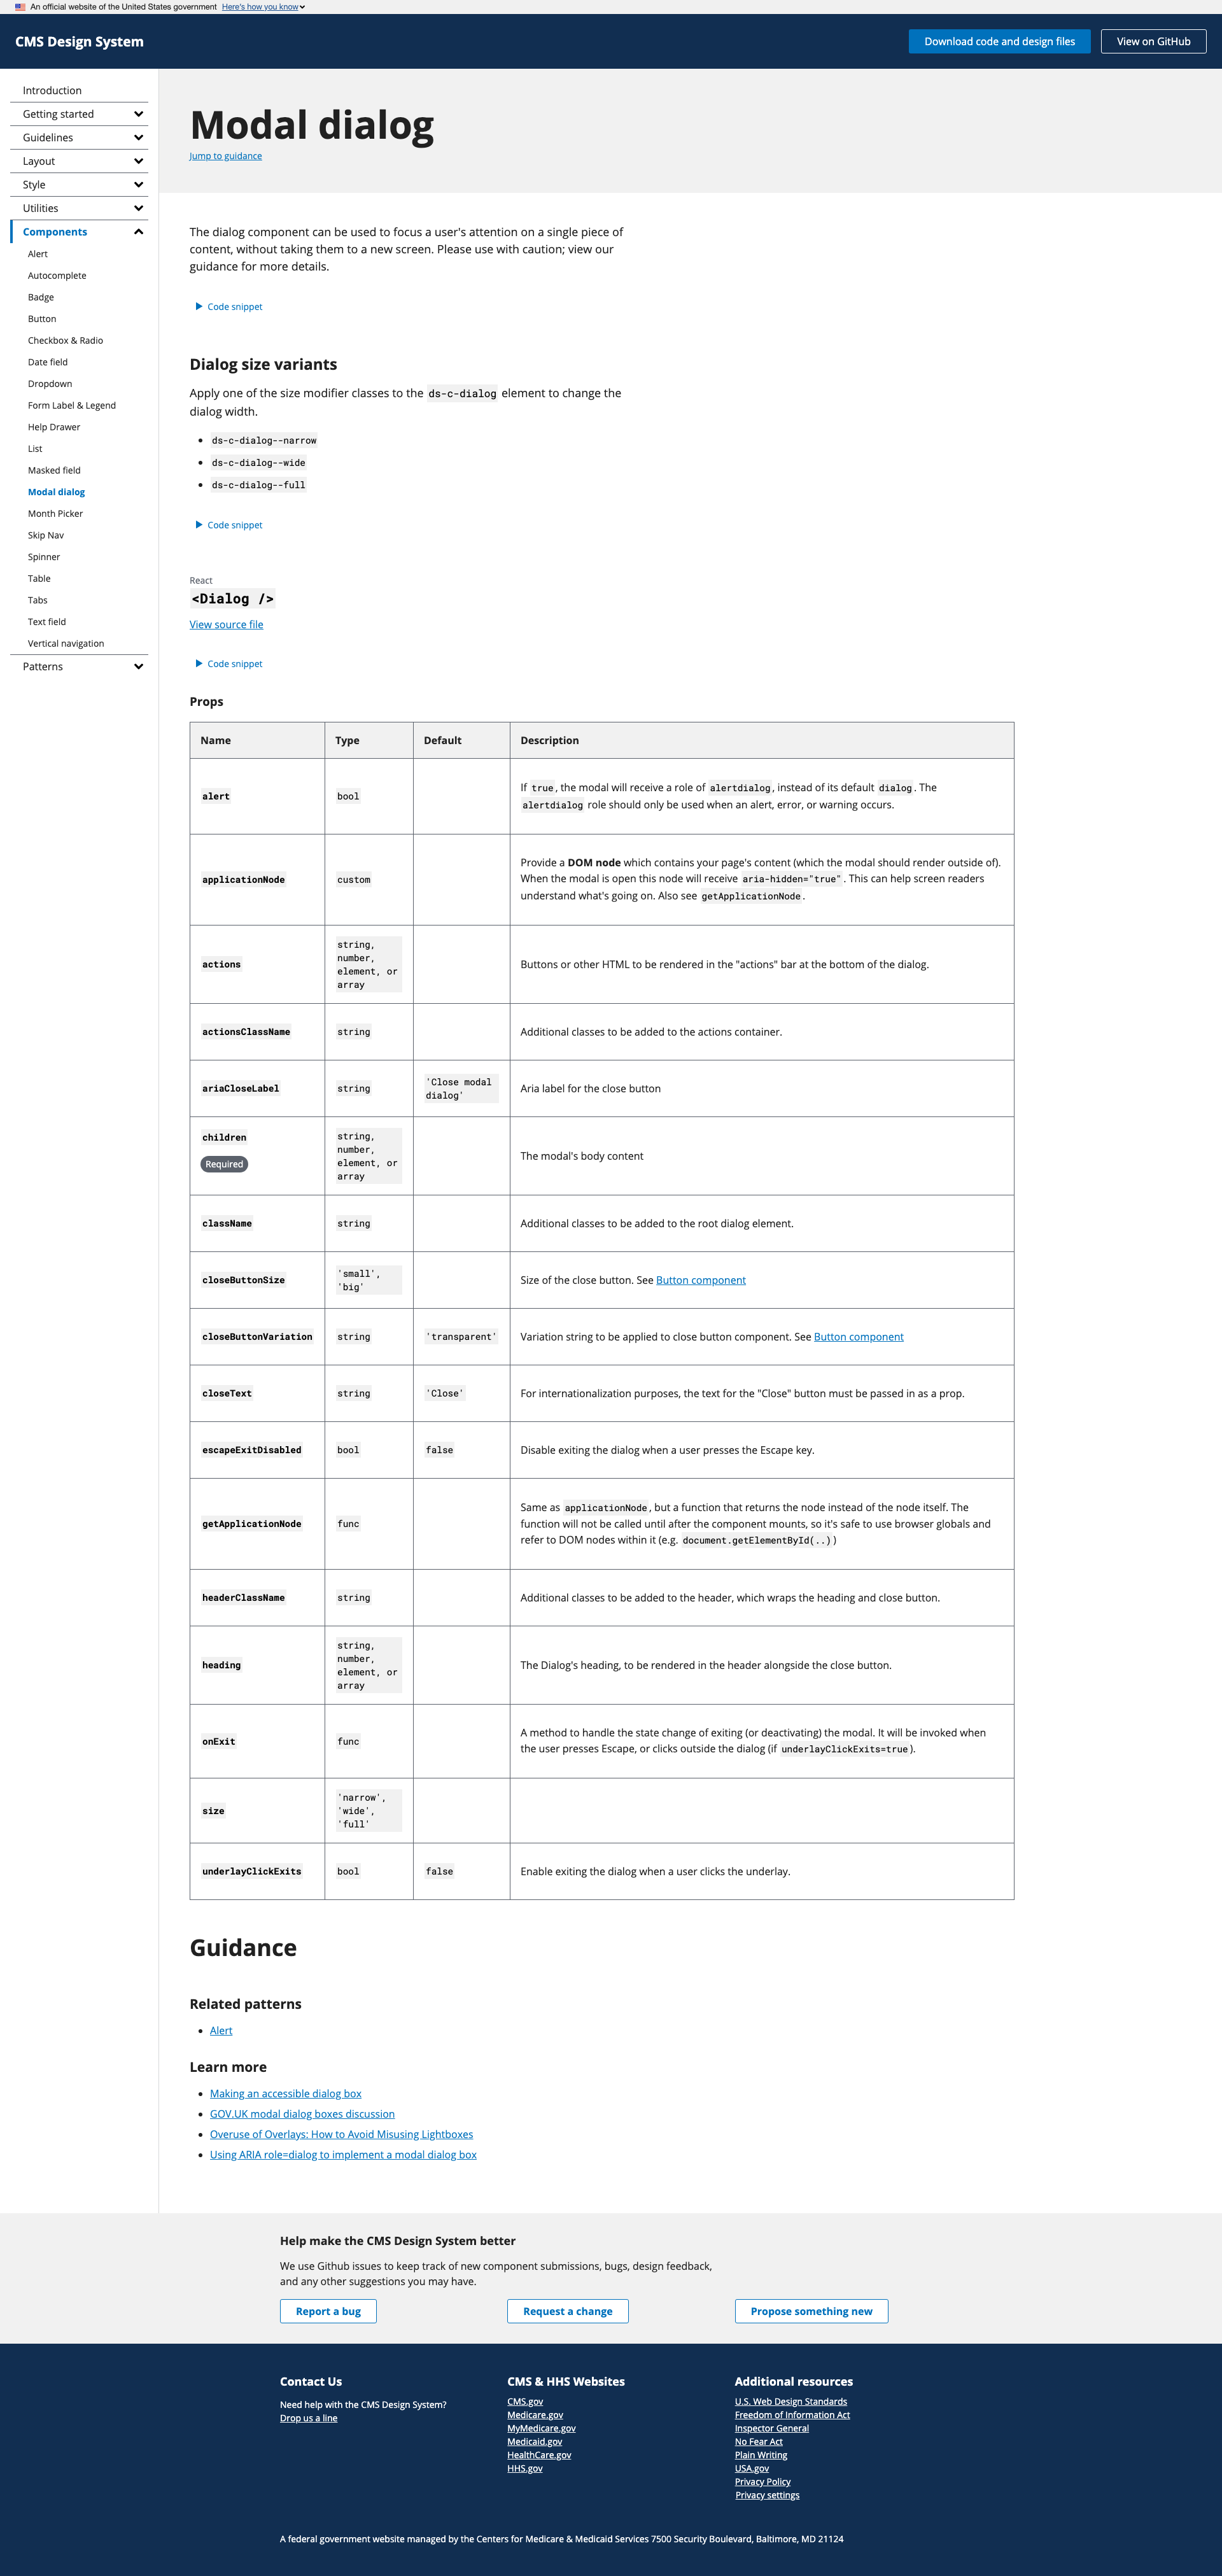 An official website of the United States government Here's how you know
CMS Design System
Download code and design files
View on GitHub
Introduction
Getting started
Guidelines
Layout
Style
Utilities
Components
Alert
Autocomplete
Badge
Button
Checkbox & Radio
Date field
Dropdown
Form Label & Legend
Help Drawer
List
Masked field
Modal dialog
Month Picker
Skip Nav
Spinner
Table
Tabs
Text field
Vertical navigation
Patterns
Modal dialog
Jump to guidance
The dialog component can be used to focus a user's attention on a single piece of
content, without taking them to a new screen. Please use with caution; view our
guidance for more details.
Code snippet
Dialog size variants
Apply one of the size modifier classes to the ds-c-dialog element to change the
dialog width.
ds-c-dialog--narrow
ds-c-dialog--wide
ds-c-dialog--full
Code snippet
React
<Dialog />
View source file
Code snippet
Props
Name Type Default Description
alert
bool
If true, the modal will receive a role of alertdialog, instead of its default dialog. The
alertdialog role should only be used when an alert, error, or warning occurs.
applicationNode
custom
Provide a DOM node which contains your page's content (which the modal should render outside of).
When the modal is open this node will receive aria-hidden="true". This can help screen readers
understand what's going on. Also see getApplicationNode.
actions
string,
number,
element, or
array
Buttons or other HTML to be rendered in the "actions" bar at the bottom of the dialog.
actionsClassName
string
Additional classes to be added to the actions container.
ariaCloseLabel
string
'Close modal
dialog'
Aria label for the close button
children
Required
string,
number,
element, or
array
The modal's body content
className
string
Additional classes to be added to the root dialog element.
closeButtonSize
'small',
'big'
Size of the close button. See Button component
closeButtonVariation
string
'transparent'
Variation string to be applied to close button component. See Button component
closeText
string
'Close'
For internationalization purposes, the text for the "Close" button must be passed in as a prop.
escapeExitDisabled
bool
false
Disable exiting the dialog when a user presses the Escape key.
getApplicationNode
func
Same as applicationNode, but a function that returns the node instead of the node itself. The
function will not be called until after the component mounts, so it's safe to use browser globals and
refer to DOM nodes within it (e.g. document.getElementById(..))
headerClassName
string
Additional classes to be added to the header, which wraps the heading and close button.
heading
string,
number,
element, or
array
The Dialog's heading, to be rendered in the header alongside the close button.
onExit
func
A method to handle the state change of exiting (or deactivating) the modal. It will be invoked when
the user presses Escape, or clicks outside the dialog (if underlayClickExits=true).
size
'narrow',
'wide',
'full'
underlayClickExits
bool
false
Enable exiting the dialog when a user clicks the underlay.
Guidance
Related patterns
Alert
Learn more
Making an accessible dialog box
GOV.UK modal dialog boxes discussion
Overuse of Overlays: How to Avoid Misusing Lightboxes
Using ARIA role=dialog to implement a modal dialog box
Help make the CMS Design System better
We use Github issues to keep track of new component submissions, bugs, design feedback,
and any other suggestions you may have.
Report a bug
Request a change
Propose something new
Contact Us
Need help with the CMS Design System?
Drop us a line
CMS & HHS Websites
CMS.gov
Medicare.gov
MyMedicare.gov
Medicaid.gov
HealthCare.gov
HHS.gov
Additional resources
U.S. Web Design Standards
Freedom of Information Act
Inspector General
No Fear Act
Plain Writing
USA.gov
Privacy Policy
Privacy settings
A federal government website managed by the Centers for Medicare & Medicaid Services 7500 Security Boulevard, Baltimore, MD 21124